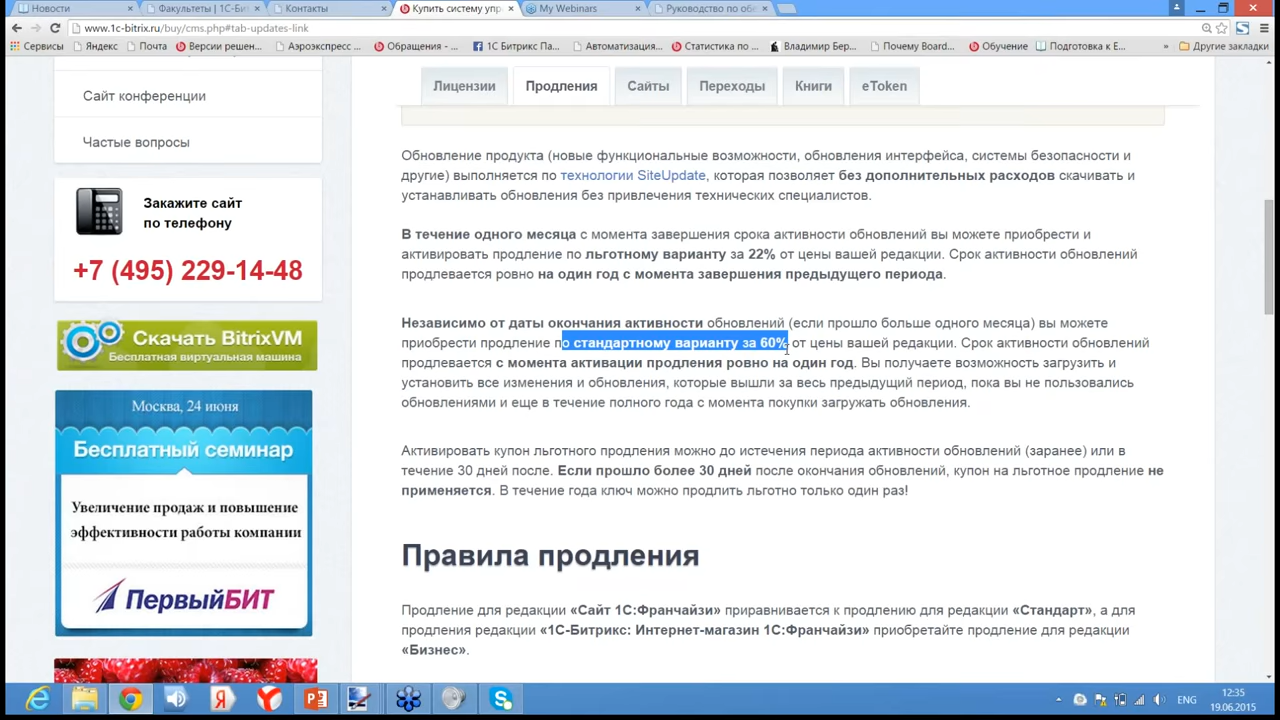 Новости
Факультеты | 1С-Бит
Контакты
Купить систему упр
My Webinars
Руководство по об
www.1c-bitrix.ru/buy/cms.php#tab-updates-link
Сервисы
Яндекс
Почта
Версии решен...
Аэроэкспресс ...
Обращения - ...
1С Битрикс Па...
Автоматизация...
Статистика по ...
Владимир Бер...
Почему Board...
Обучение
Подготовка к Е...
» Другие закладки
Сайт конференции
Частые вопросы
Закажите сайт
по телефону
+7 (495) 229-14-48
Скачать BitrixVM
Бесплатная виртуальная машина
Москва, 24 июня
Бесплатный семинар
Увеличение продаж и повышение
эффективности работы компании
ПервыйБИТ
Лицензии
Продления
Сайты
Переходы
Книги
eToken
Обновление продукта (новые функциональные возможности, обновления интерфейса, системы безопасности и
другие) выполняется по технологии SiteUpdate, которая позволяет без дополнительных расходов скачивать и
устанавливать обновления без привлечения технических специалистов.
В течение одного месяца с момента завершения срока активности обновлений вы можете приобрести и
активировать продление по льготному варианту за 22% от цены вашей редакции. Срок активности обновлений
продлевается ровно на один год с момента завершения предыдущего периода.
Независимо от даты окончания активности обновлений (если прошло больше одного месяца) вы можете
приобрести продление по стандартному варианту за 60% от цены вашей редакции. Срок активности обновлений
продлевается с момента активации продления ровно на один год. Вы получаете возможность загрузить и
установить все изменения и обновления, которые вышли за весь предыдущий период, пока вы не пользовались
обновлениями и еще в течение полного года с момента покупки загружать обновления.
Активировать купон льготного продления можно до истечения периода активности обновлений (заранее) или в
течение 30 дней после. Если прошло более 30 дней после окончания обновлений, купон на льготное продление не
применяется. В течение года ключ можно продлить льготно только один раз!
Правила продления
Продление для редакции «Сайт 1С:Франчайзи» приравнивается к продлению для редакции «Стандарт», а для
продления редакции «1С-Битрикс: Интернет-магазин 1С:Франчайзи» приобретайте продление для редакции
«Бизнес».
ENG
12:35
19.06.2015